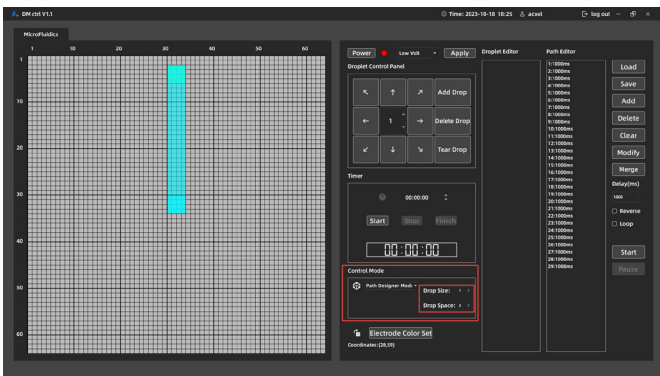 DM ctrl V1.1
Time: 2023-10-18 18:25
acxel
log out
MicroFluidics
1 10 20 30 40 50 60
1
10
20
30
40
50
60
Power
Low Volt
Apply
Droplet Control Panel
Add Drop
1
Delete Drop
Tear Drop
Timer
00:00:00
Start
Stop
Finish
00:00:00
Control Mode
Path Designer Mode
Drop Size:
Drop Space:
Electrode Color Set
Coordinates:(28,59)
Droplet Editor
Path Editor
1:1000ms
2:1000ms
3:1000ms
4:1000ms
5:1000ms
6:1000ms
7:1000ms
8:1000ms
9:1000ms
10:1000ms
11:1000ms
12:1000ms
13:1000ms
14:1000ms
15:1000ms
16:1000ms
17:1000ms
18:1000ms
19:1000ms
20:1000ms
21:1000ms
22:1000ms
23:1000ms
24:1000ms
25:1000ms
26:1000ms
27:1000ms
28:1000ms
29:1000ms
Load
Save
Add
Delete
Clear
Modify
Merge
Delay(ms)
1000
Reverse
Loop
Start
Pause